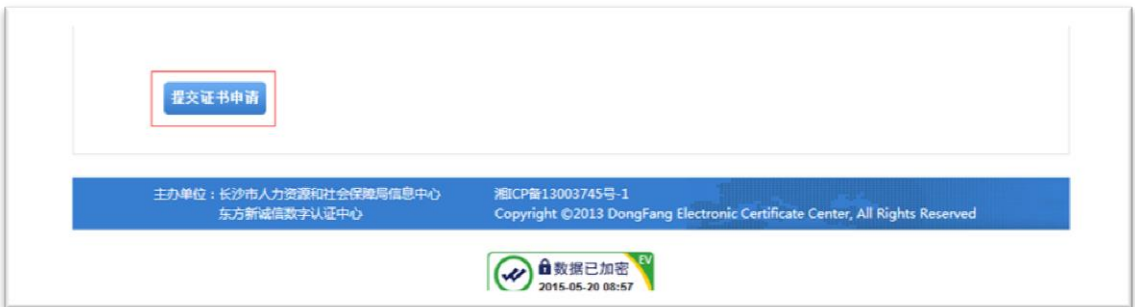 提交证书申请
主办单位：长沙市人力资源和社会保障局信息中心
东方新诚信数字认证中心
湘ICP备13003745号-1
Copyright ©2013 DongFang Electronic Certificate Center, All Rights Reserved
数据已加密
EV
2015-05-20 08:57